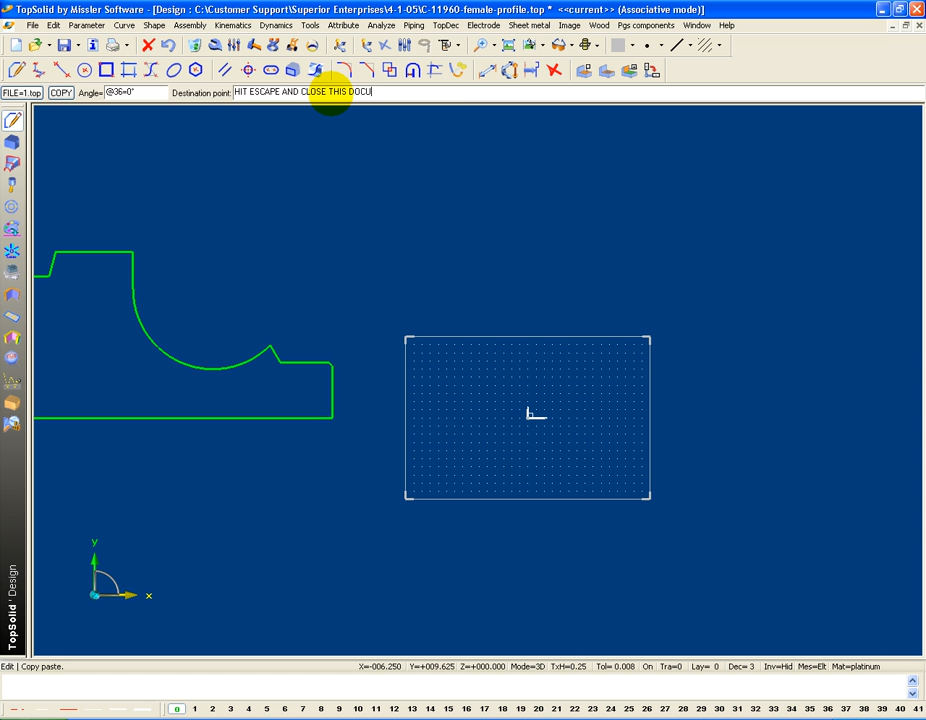 TopSolid by Missler Software - [Design : C:\Customer Support\Superior Enterprises\4-1-05\C-11960-female-profile.top * <<current>> (Associative mode)]
File Edit Parameter Curve Shape Assembly Tools Attribute Analyze Piping TopDec Electrode Sheet metal Image Wood Pgs components Window Help
FILE=1.top COPY Angle= @36=0° Destination point: HIT ESCAPE AND CLOSE THIS DOCU
y
x
TopSolid'Design
Edit | Copy paste. X=-006.250 Y=+009.625 Z=+000.000 Mode=3D TxH=0.25 Tol= 0.008 On Tra=0 Lay= 0 Dec= 3 Inv=Hid Mes=Elt Mat=platinum
0 1 2 3 4 5 6 7 8 9 10 11 12 13 14 15 16 17 18 19 20 21 22 23 24 25 26 27 28 29 30 31 32 33 34 35 36 37 38 39 40 41